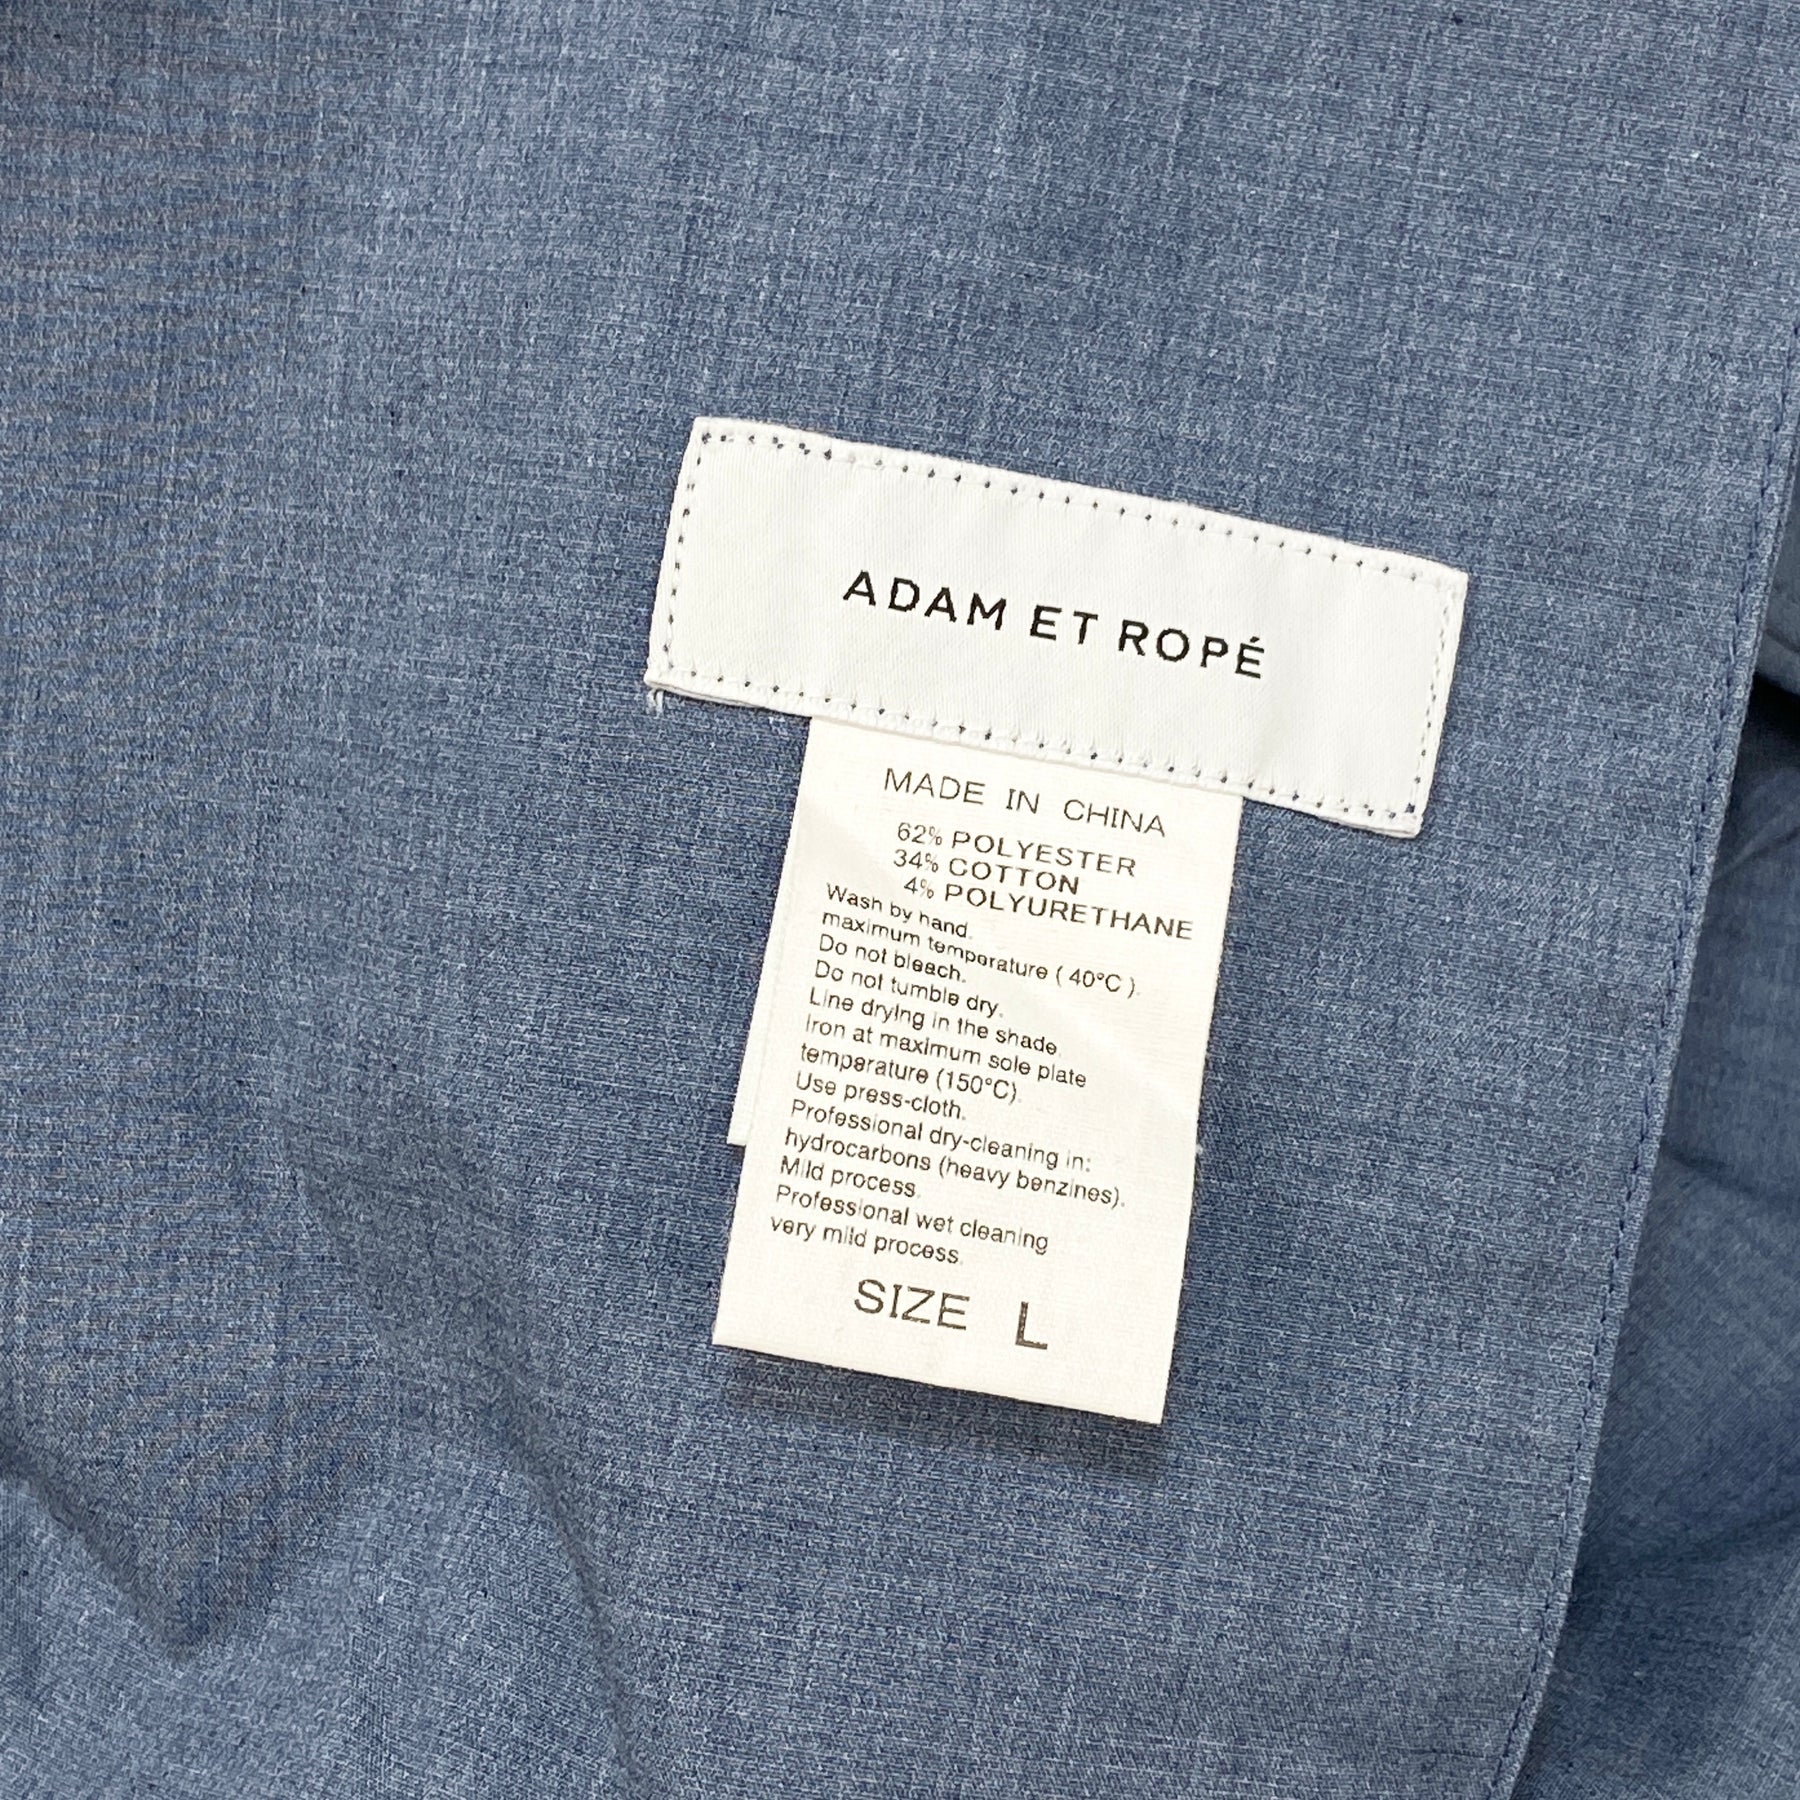 ADAM ET ROPÉ
MADE IN CHINA
62% POLYESTER
34% COTTON
4% POLYURETHANE
Wash by hand.
maximum temperature ( 40°C ).
Do not bleach.
Do not tumble dry.
Line drying in the shade.
Iron at maximum sole plate
temperature (150°C).
Use press-cloth.
Professional dry-cleaning in:
hydrocarbons (heavy benzines).
Mild process.
Professional wet cleaning
very mild process.
SIZE L